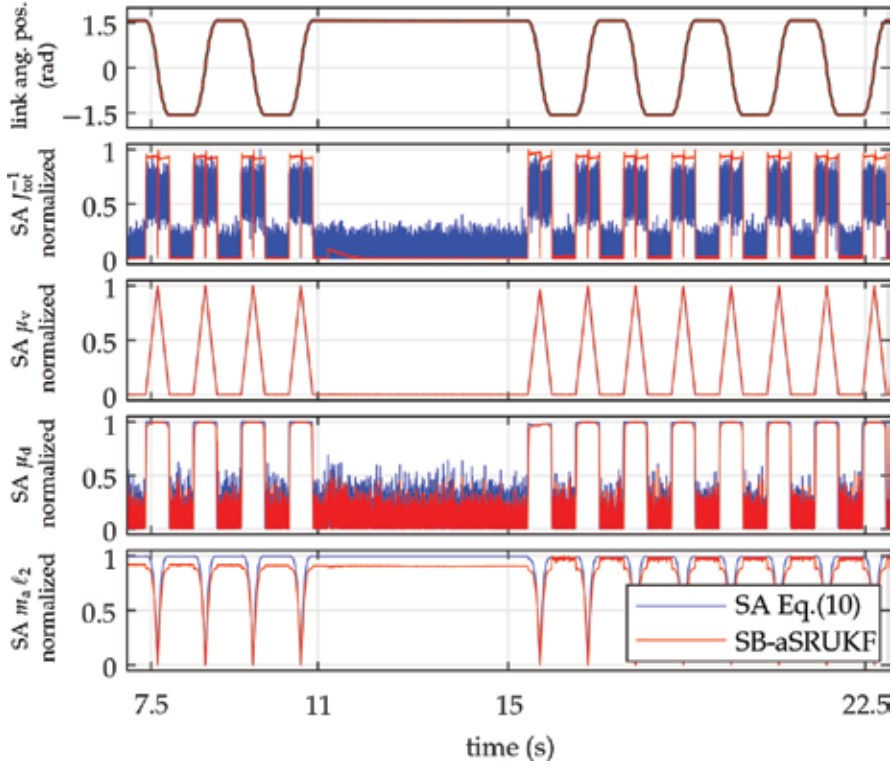 link ang. pos.
(rad)
1.5
0
−1.5
SA J_tot^−1
normalized
1
0.5
0
SA μ_v
normalized
1
0.5
0
SA μ_d
normalized
1
0.5
0
SA m_a ℓ_2
normalized
1
0.5
0
SA Eq.(10)
SB-aSRUKF
7.5 11 15 22.5
time (s)